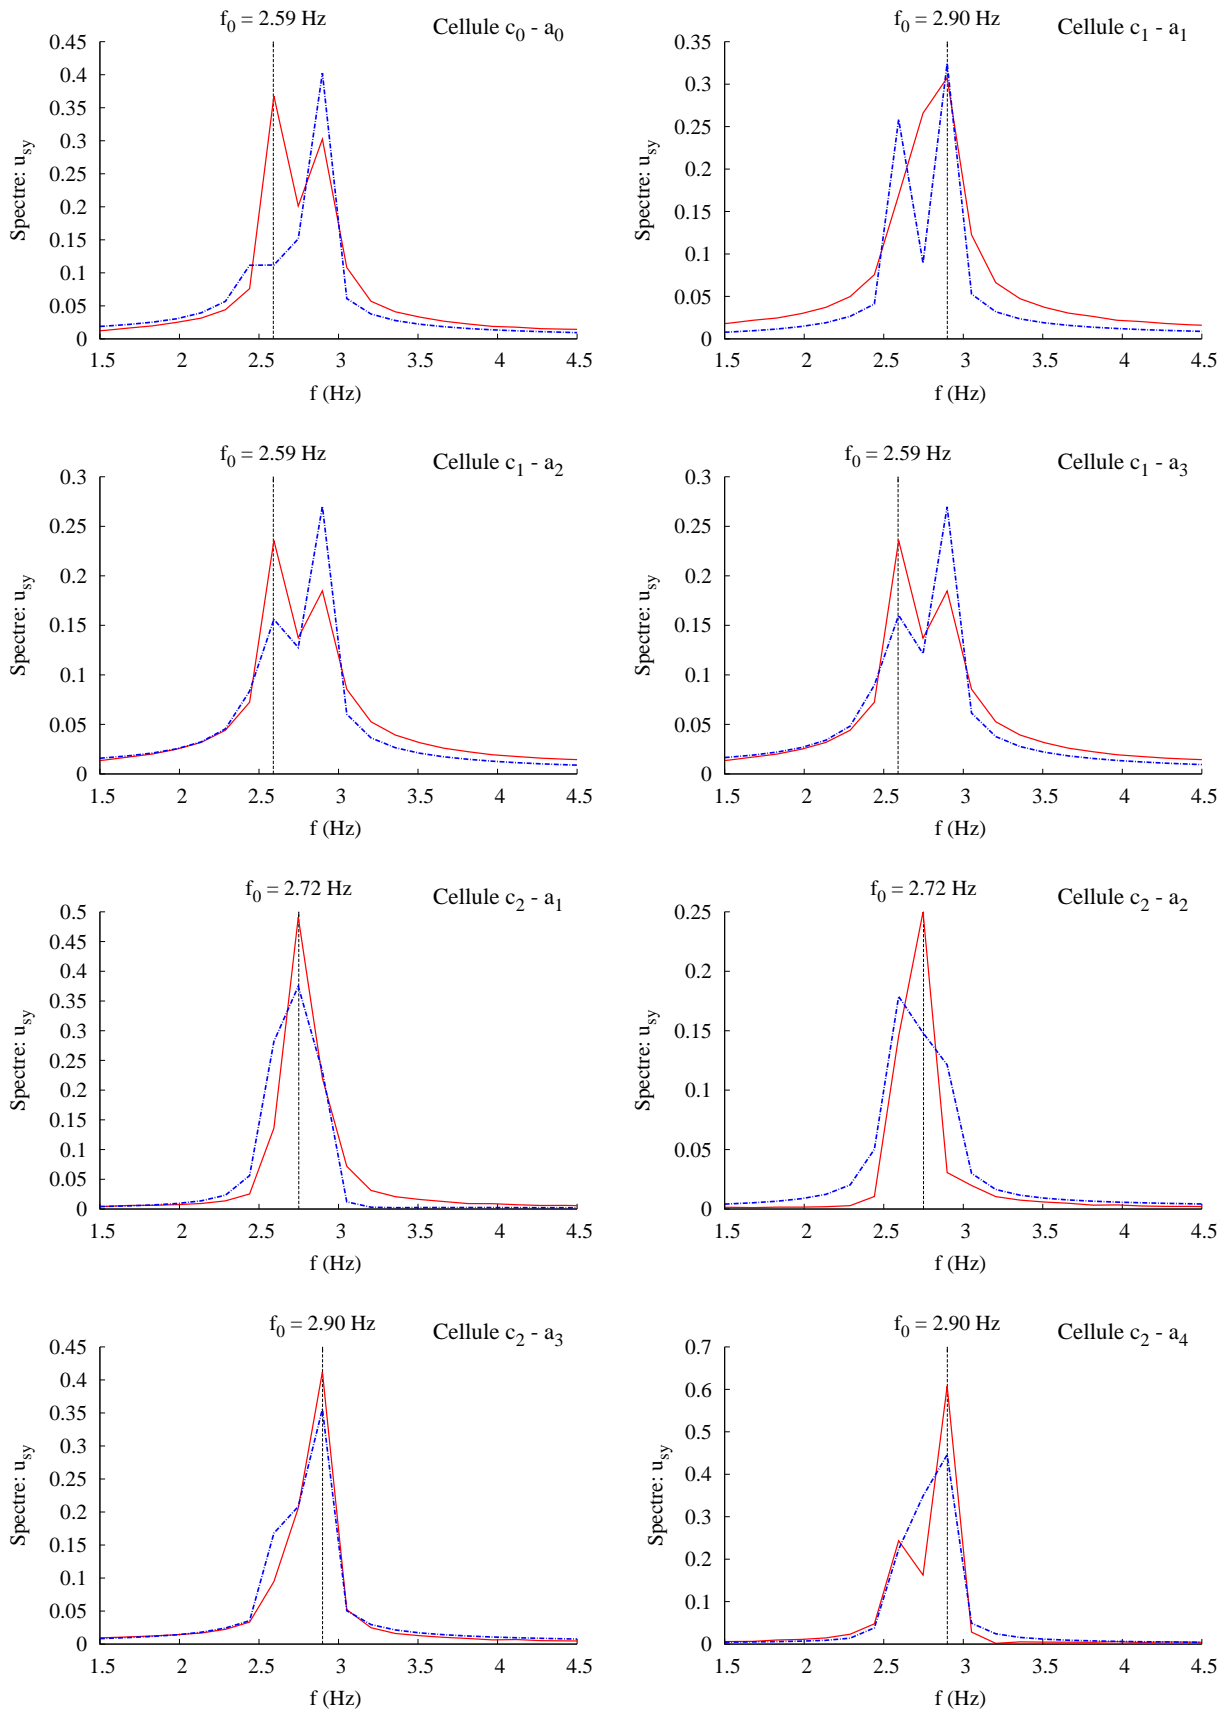 f0 = 2.59 Hz
Cellule c0 - a0
Spectre: usy
0.45
0.4
0.35
0.3
0.25
0.2
0.15
0.1
0.05
0
1.5 2 2.5 3 3.5 4 4.5
f (Hz)
f0 = 2.90 Hz
Cellule c1 - a1
Spectre: usy
0.35
0.3
0.25
0.2
0.15
0.1
0.05
0
1.5 2 2.5 3 3.5 4 4.5
f (Hz)
f0 = 2.59 Hz
Cellule c1 - a2
Spectre: usy
0.3
0.25
0.2
0.15
0.1
0.05
0
1.5 2 2.5 3 3.5 4 4.5
f (Hz)
f0 = 2.59 Hz
Cellule c1 - a3
Spectre: usy
0.3
0.25
0.2
0.15
0.1
0.05
0
1.5 2 2.5 3 3.5 4 4.5
f (Hz)
f0 = 2.72 Hz
Cellule c2 - a1
Spectre: usy
0.5
0.45
0.4
0.35
0.3
0.25
0.2
0.15
0.1
0.05
0
1.5 2 2.5 3 3.5 4 4.5
f (Hz)
f0 = 2.72 Hz
Cellule c2 - a2
Spectre: usy
0.25
0.2
0.15
0.1
0.05
0
1.5 2 2.5 3 3.5 4 4.5
f (Hz)
f0 = 2.90 Hz
Cellule c2 - a3
Spectre: usy
0.45
0.4
0.35
0.3
0.25
0.2
0.15
0.1
0.05
0
1.5 2 2.5 3 3.5 4 4.5
f (Hz)
f0 = 2.90 Hz
Cellule c2 - a4
Spectre: usy
0.7
0.6
0.5
0.4
0.3
0.2
0.1
0
1.5 2 2.5 3 3.5 4 4.5
f (Hz)